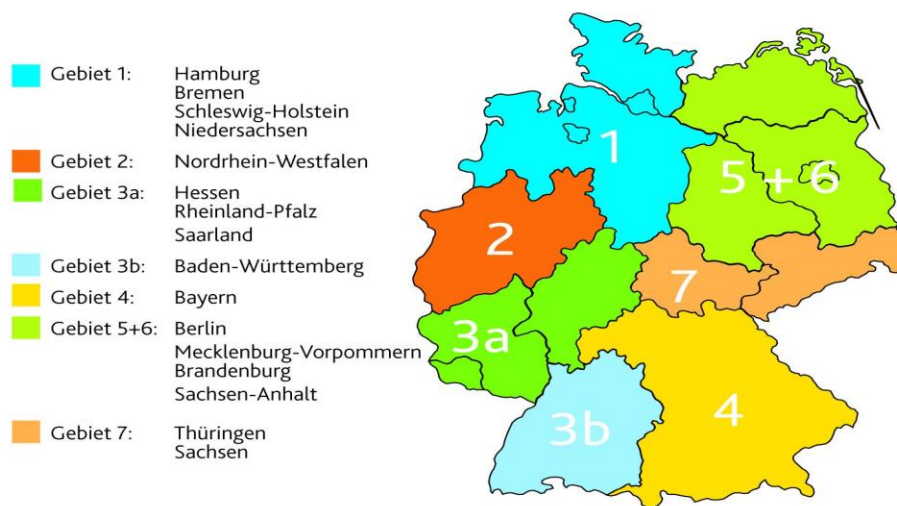 Gebiet 1: Hamburg
Bremen
Schleswig-Holstein
Niedersachsen
Gebiet 2: Nordrhein-Westfalen
Gebiet 3a: Hessen
Rheinland-Pfalz
Saarland
Gebiet 3b: Baden-Württemberg
Gebiet 4: Bayern
Gebiet 5+6: Berlin
Mecklenburg-Vorpommern
Brandenburg
Sachsen-Anhalt
Gebiet 7: Thüringen
Sachsen
1
5 + 6
2
7
3a
4
3b